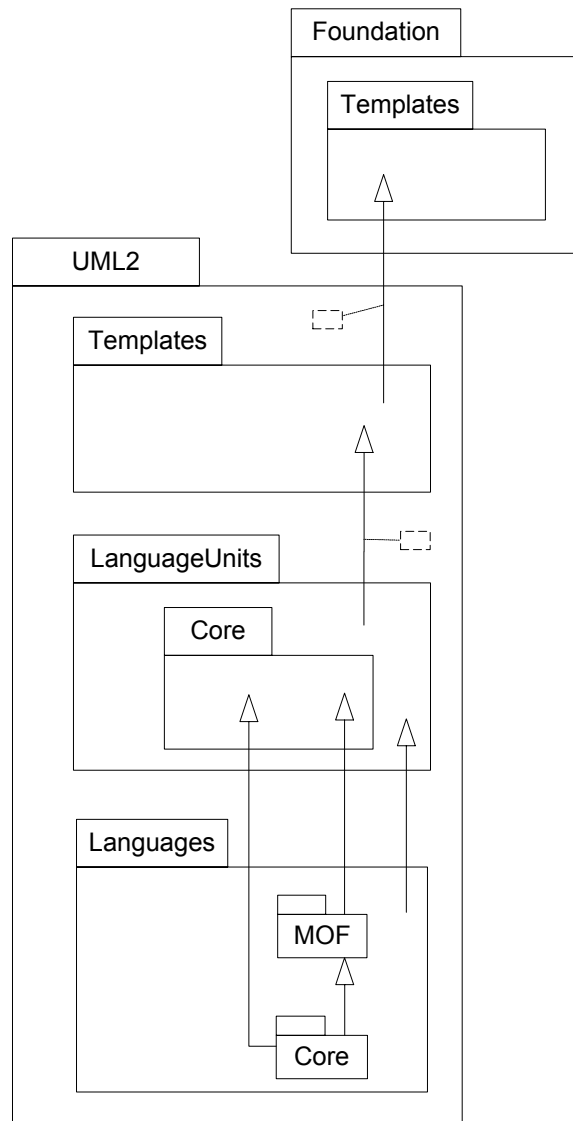 Foundation
Templates
UML2
Templates
LanguageUnits
Core
Languages
MOF
Core